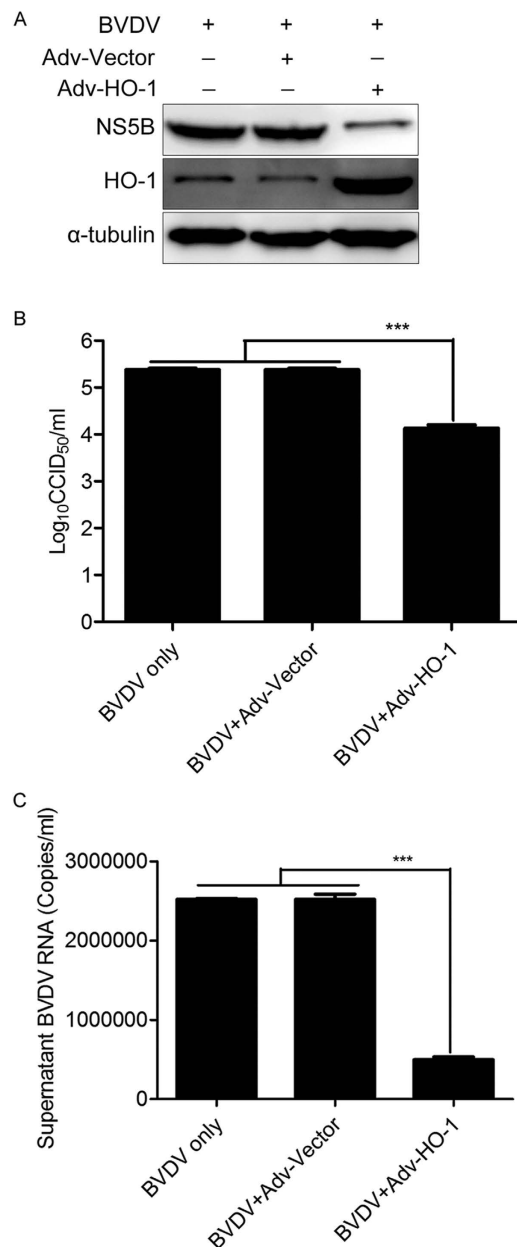 A
BVDV + + +
Adv-Vector – + –
Adv-HO-1 – – +
NS5B
HO-1
α-tubulin
B
***
6
5
4
3
2
1
0
Log₁₀CCID₅₀/ml
BVDV only
BVDV+Adv-Vector
BVDV+Adv-HO-1
C
***
3000000
2000000
1000000
0
Supernatant BVDV RNA (Copies/ml)
BVDV only
BVDV+Adv-Vector
BVDV+Adv-HO-1